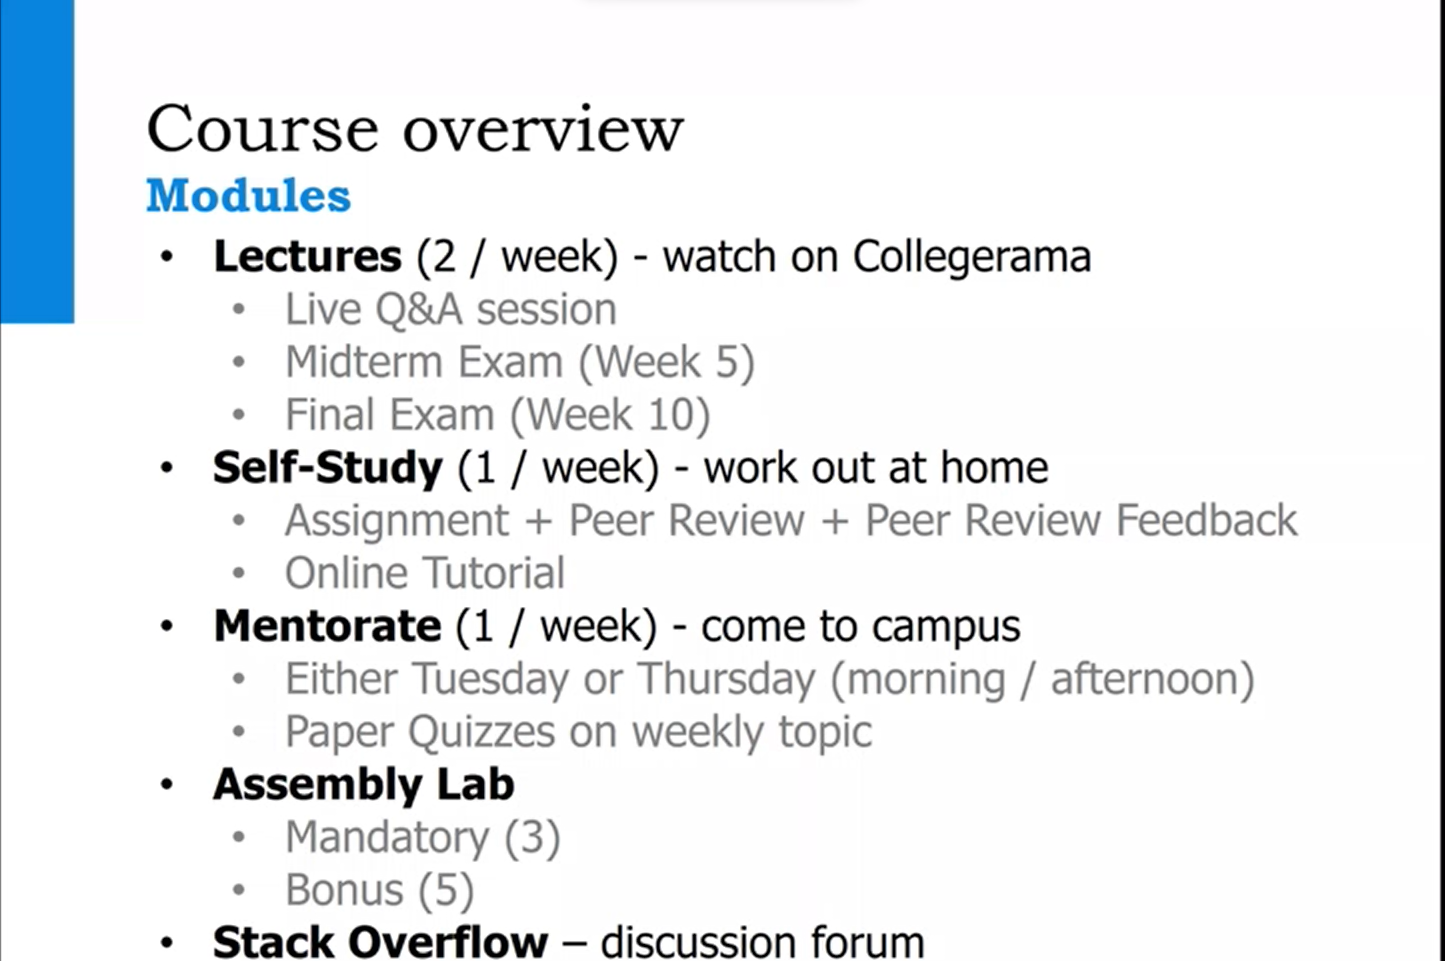 Course overview
Modules
• Lectures (2 / week) - watch on Collegerama
• Live Q&A session
• Midterm Exam (Week 5)
• Final Exam (Week 10)
• Self-Study (1 / week) - work out at home
• Assignment + Peer Review + Peer Review Feedback
• Online Tutorial
• Mentorate (1 / week) - come to campus
• Either Tuesday or Thursday (morning / afternoon)
• Paper Quizzes on weekly topic
• Assembly Lab
• Mandatory (3)
• Bonus (5)
• Stack Overflow – discussion forum